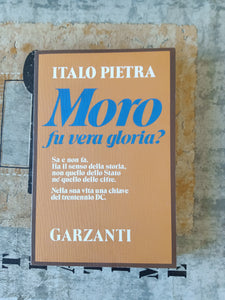 ITALO PIETRA
Moro
fu vera gloria?
Sa e non fa.
Ha il senso della storia,
non quello dello Stato
né quello delle cifre.
Nella sua vita una chiave
del trentennio DC.
GARZANTI